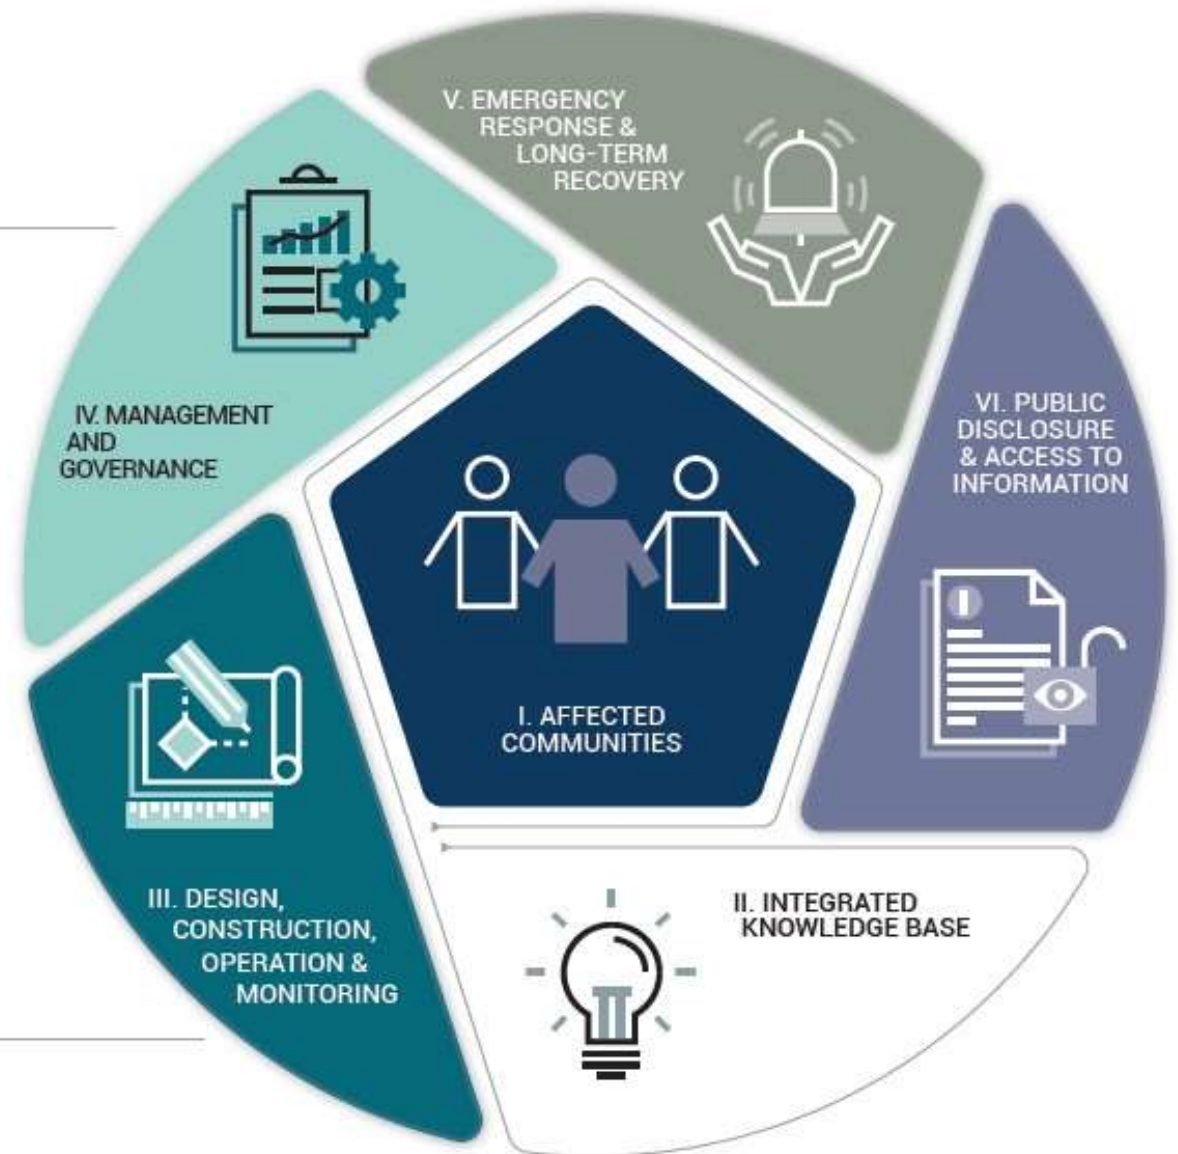 V. EMERGENCY
RESPONSE &
LONG-TERM
RECOVERY
IV. MANAGEMENT
AND
GOVERNANCE
VI. PUBLIC
DISCLOSURE
& ACCESS TO
INFORMATION
I. AFFECTED
COMMUNITIES
III. DESIGN,
CONSTRUCTION,
OPERATION &
MONITORING
II. INTEGRATED
KNOWLEDGE BASE